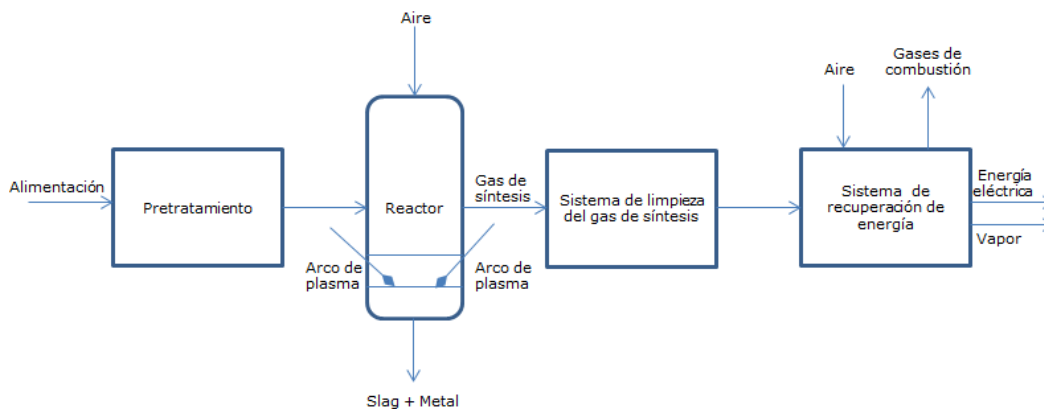 Aire
Gases de
combustión
Aire
Alimentación
Pretratamiento
Reactor
Gas de
síntesis
Sistema de limpieza
del gas de síntesis
Sistema de
recuperación de
energía
Energía
eléctrica
Vapor
Arco de
plasma
Arco de
plasma
Slag + Metal